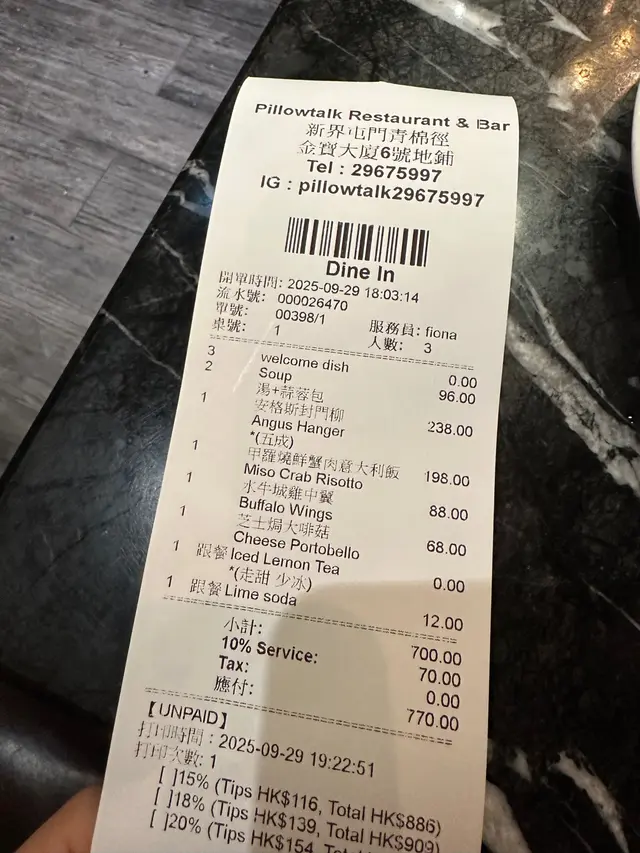 Pillowtalk Restaurant & Bar
新界屯門青棉徑
金寶大廈6號地鋪
Tel : 29675997
IG : pillowtalk29675997
Dine In
開單時間: 2025-09-29 18:03:14
流水號: 000026470
單號: 00398/1 服務員: fiona
桌號: 1 人數: 3
3 welcome dish 0.00
2 Soup 96.00
湯+蒜蓉包
1 安格斯封門柳
Angus Hanger 238.00
*(五成)
1 甲羅燒鮮蟹肉意大利飯
Miso Crab Risotto 198.00
1 水牛城雞中翼
Buffalo Wings 88.00
1 芝士焗大啡菇
Cheese Portobello 68.00
1 跟餐 Iced Lemon Tea 0.00
*(走甜 少冰)
1 跟餐 Lime soda 12.00
小計: 700.00
10% Service: 70.00
Tax: 0.00
應付: 770.00
【UNPAID】
打印時間 : 2025-09-29 19:22:51
打印次數: 1
[ ]15% (Tips HK$116, Total HK$886)
[ ]18% (Tips HK$139, Total HK$909)
[ ]20% (Tips HK$154, Total